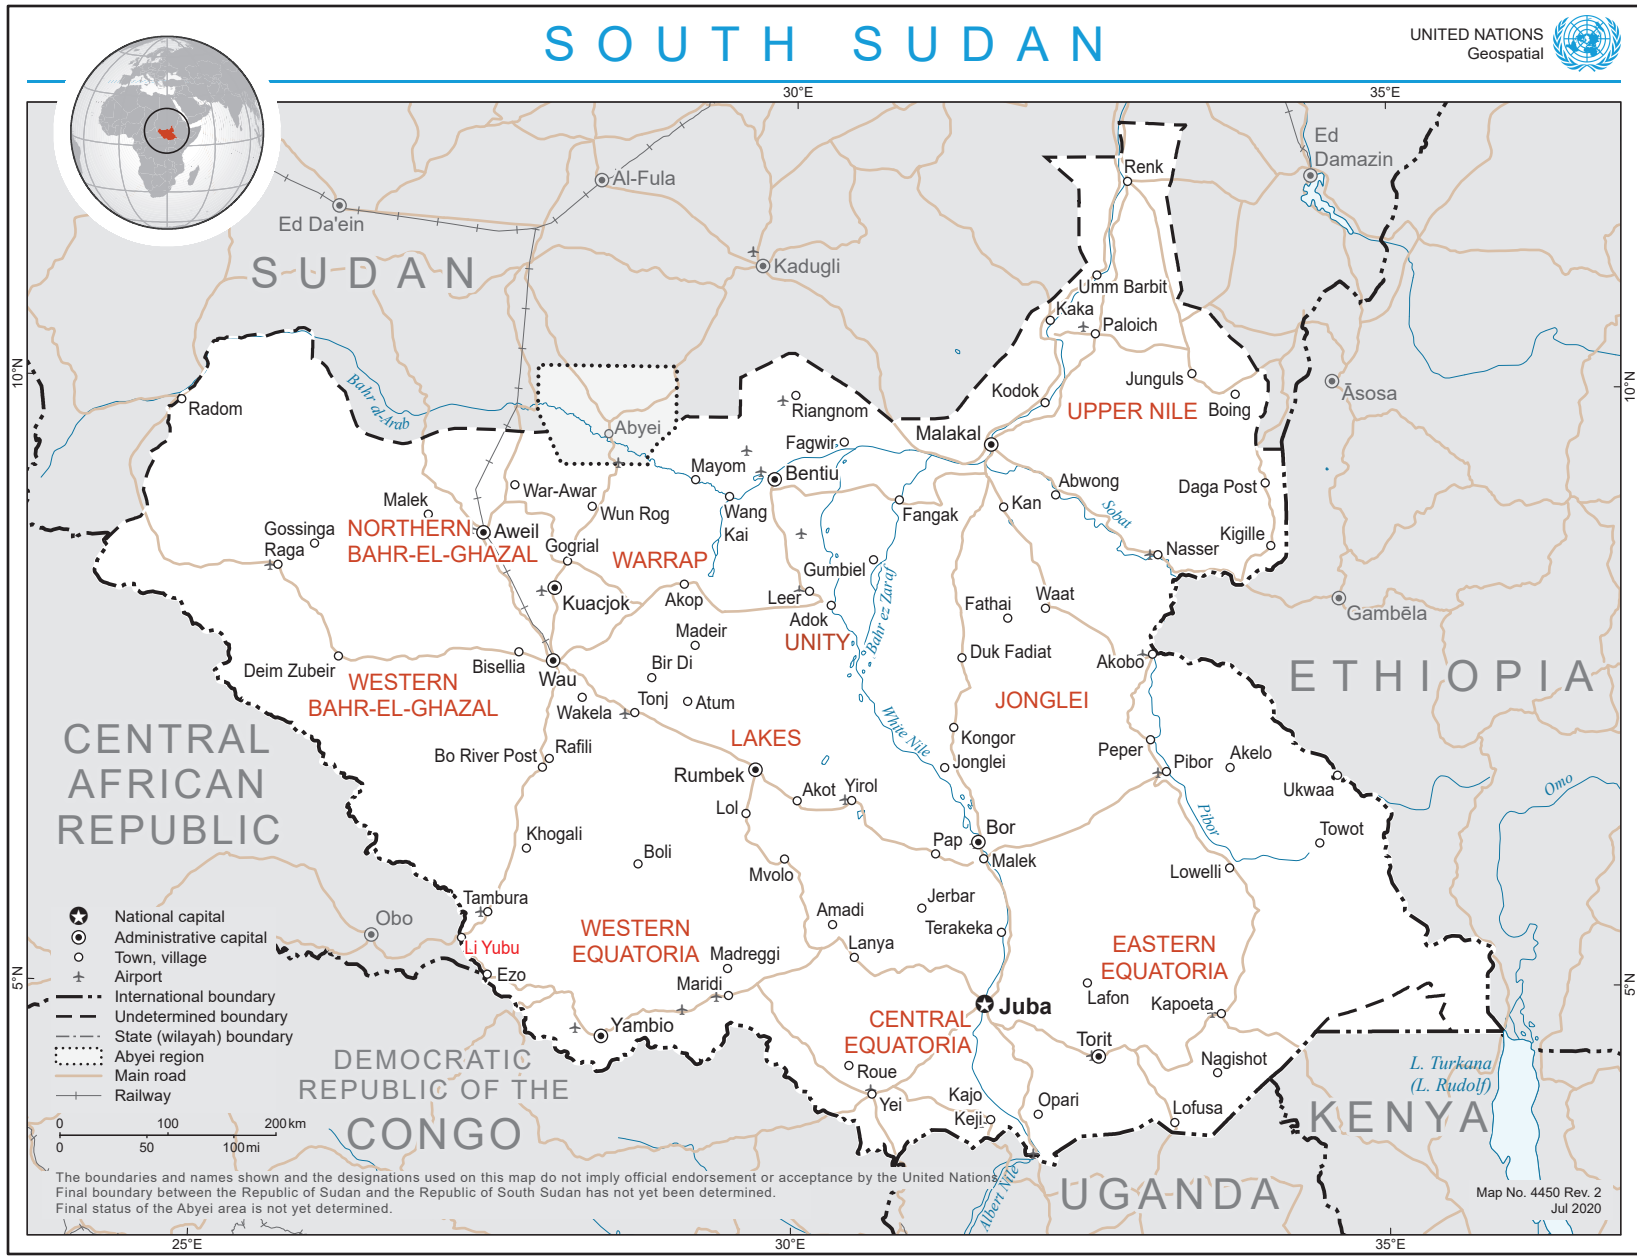 SOUTH SUDAN
UNITED NATIONS
Geospatial
30°E
35°E
Ed
Damazin
Renk
Al-Fula
Ed Da'ein
SUDAN
Kadugli
Umm Barbit
Kaka
Paloich
10°N
10°N
Bahr al-Arab
Radom
Junguls
Kodok
Boing
Āsosa
Riangnom
UPPER NILE
Abyei
Malakal
Fagwir
Mayom
Bentiu
Abwong
Daga Post
War-Awar
Malek
Wun Rog
Wang
Kai
Fangak
Kan
Sobat
Gossinga
Raga
NORTHERN
BAHR-EL-GHAZAL
Aweil
Gogrial
WARRAP
Nasser
Kigille
Gumbiel
Kuacjok
Akop
Leer
Adok
UNITY
Bahr ez Zaraf
Fathai
Waat
Gambēla
Madeir
Duk Fadiat
Akobo
Deim Zubeir
Bisellia
Wau
Bir Di
ETHIOPIA
WESTERN
BAHR-EL-GHAZAL
Wakela
Tonj
Atum
JONGLEI
White Nile
CENTRAL
AFRICAN
REPUBLIC
LAKES
Kongor
Peper
Bo River Post
Rafili
Jonglei
Pibor
Akelo
Rumbek
Ukwaa
Omo
Lol
Akot
Yirol
Pibor
Khogali
Boli
Pap
Bor
Towot
Mvolo
Malek
Lowelli
Tambura
Jerbar
Obo
Amadi
Terakeka
Li Yubu
WESTERN
EQUATORIA
Lanya
EASTERN
EQUATORIA
Madreggi
Ezo
Maridi
Lafon
Kapoeta
5°N
5°N
Juba
Yambio
CENTRAL
EQUATORIA
Torit
DEMOCRATIC
REPUBLIC OF THE
CONGO
Roue
Nagishot
L. Turkana
(L. Rudolf)
Yei
Kajo
Keji
Opari
Lofusa
KENYA
Albert Nile
UGANDA
National capital
Administrative capital
Town, village
Airport
International boundary
Undetermined boundary
State (wilayah) boundary
Abyei region
Main road
Railway
0 100 200 km
0 50 100 mi
The boundaries and names shown and the designations used on this map do not imply official endorsement or acceptance by the United Nations.
Final boundary between the Republic of Sudan and the Republic of South Sudan has not yet been determined.
Final status of the Abyei area is not yet determined.
Map No. 4450 Rev. 2
Jul 2020
25°E
30°E
35°E